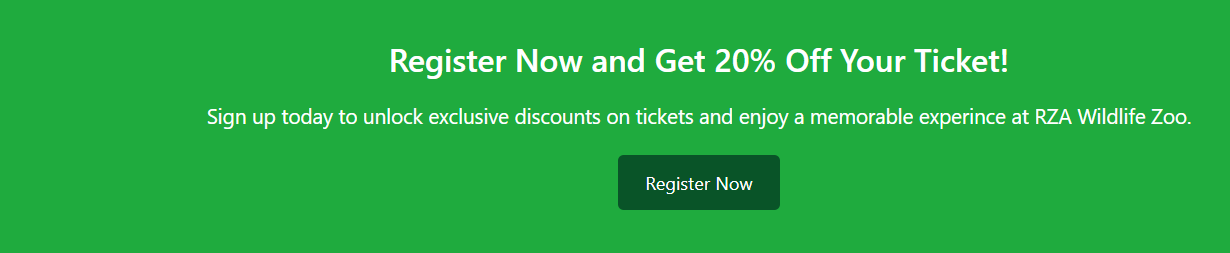 Register Now and Get 20% Off Your Ticket!
Sign up today to unlock exclusive discounts on tickets and enjoy a memorable experince at RZA Wildlife Zoo.
Register Now